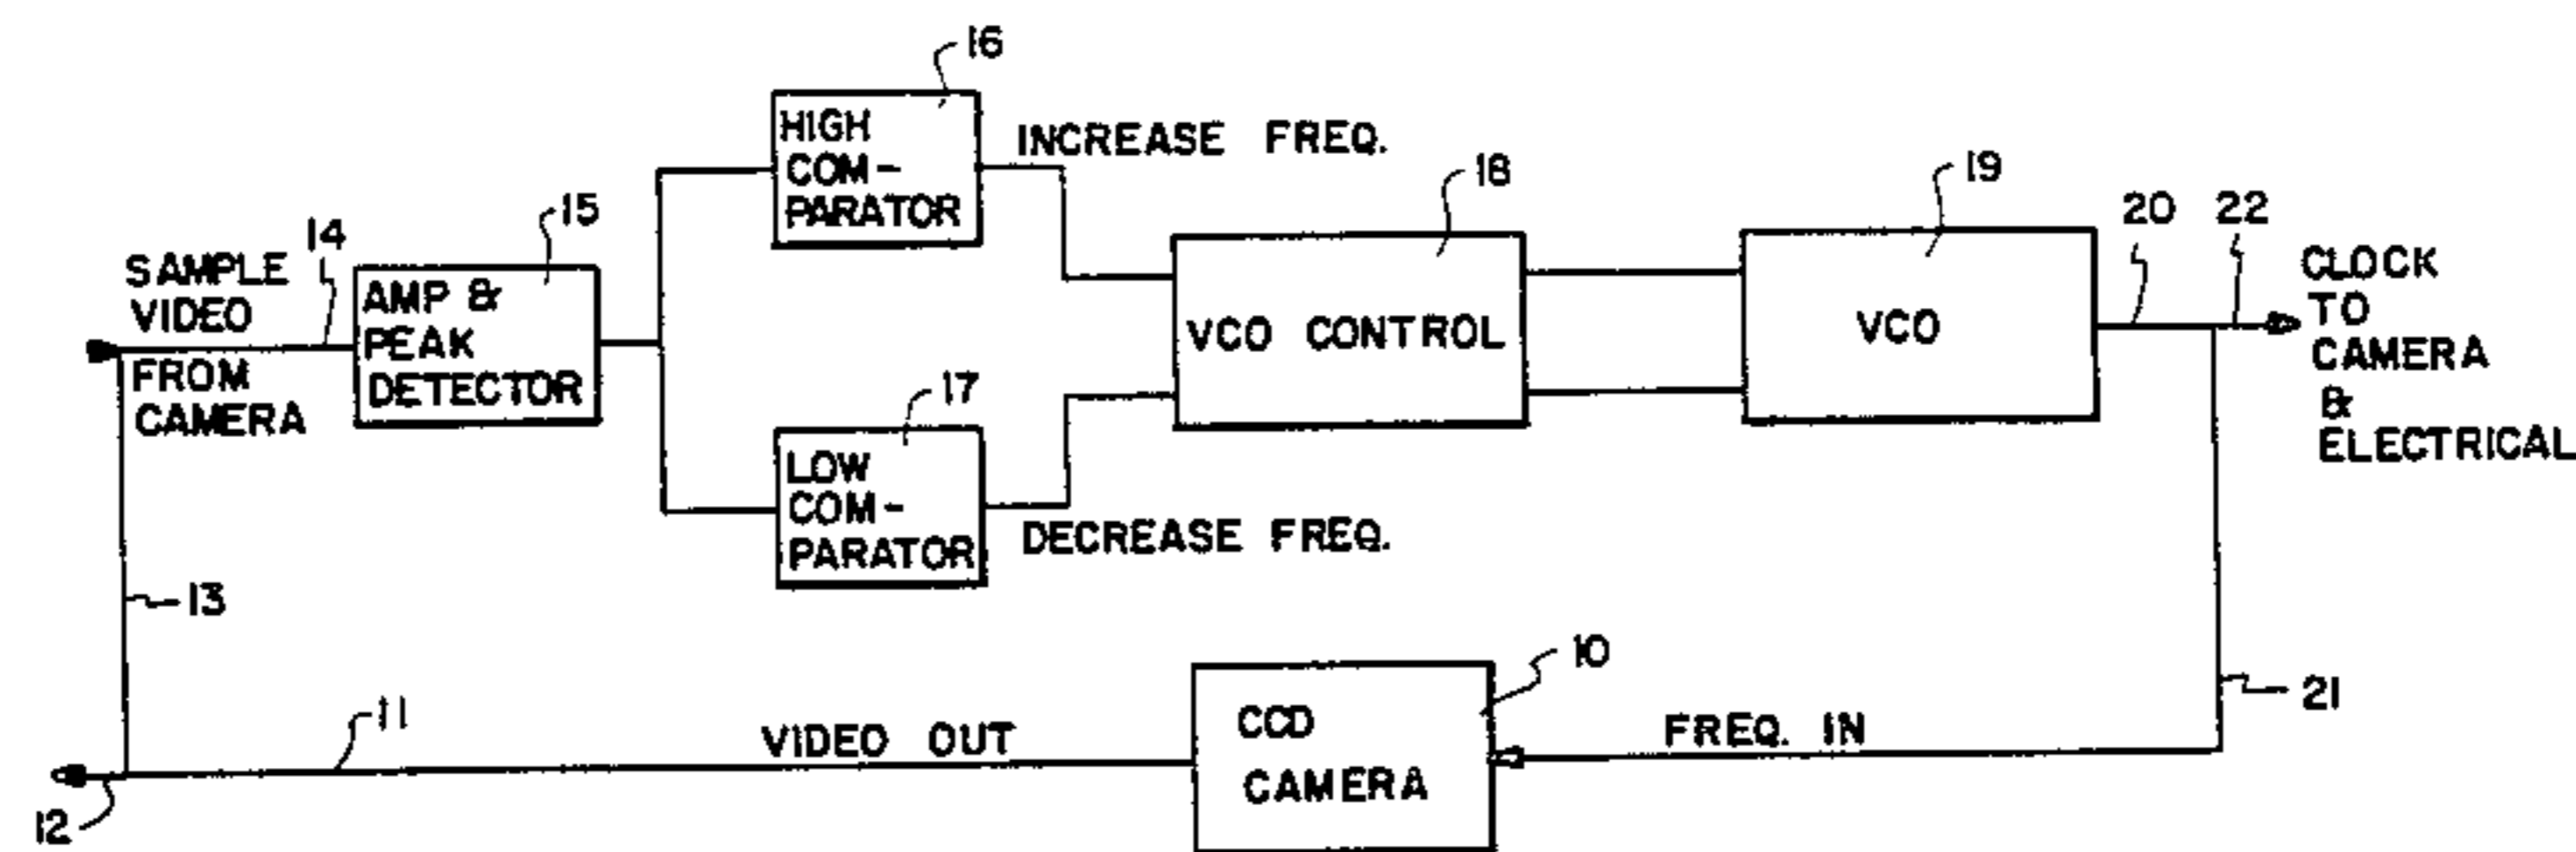 16
HIGH
COM-
PARATOR
INCREASE FREQ.
18
19
20
22
14
15
SAMPLE
VIDEO
FROM
CAMERA
AMP &
PEAK
DETECTOR
VCO CONTROL
VCO
CLOCK
TO
CAMERA
&
ELECTRICAL
17
LOW
COM-
PARATOR
DECREASE FREQ.
13
10
21
11
VIDEO OUT
CCD
CAMERA
FREQ. IN
12